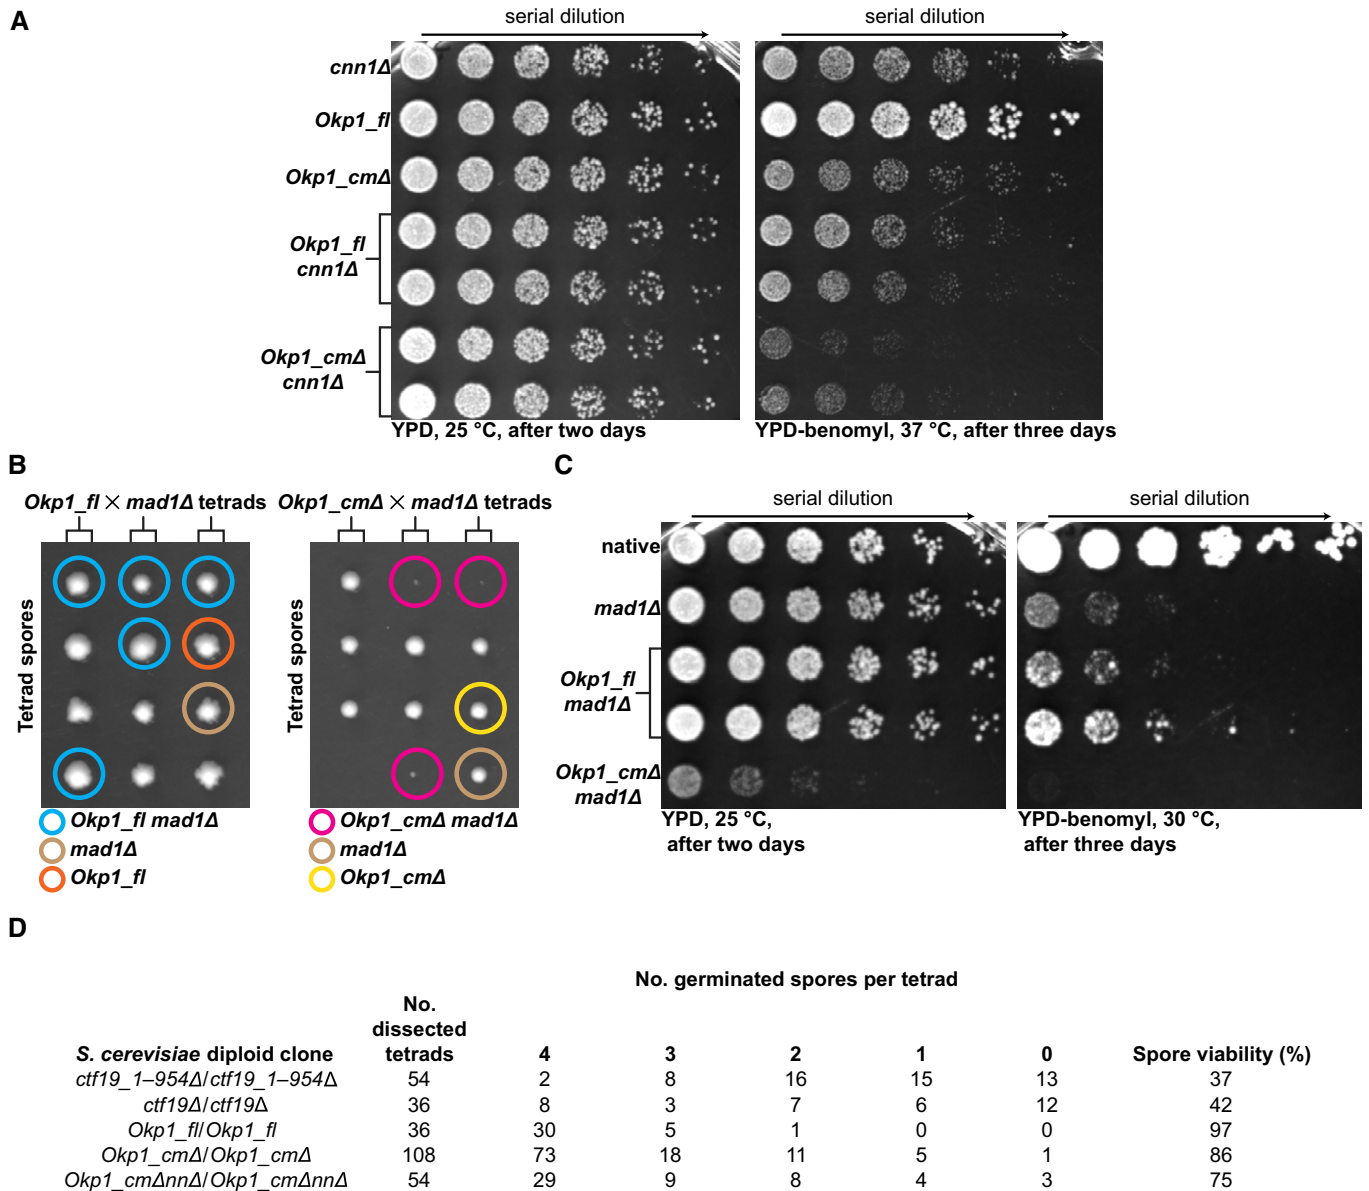 A
serial dilution
serial dilution
cnn1Δ
Okp1_fl
Okp1_cmΔ
Okp1_fl
cnn1Δ
Okp1_cmΔ
cnn1Δ
YPD, 25 °C, after two days
YPD-benomyl, 37 °C, after three days
B
Okp1_fl × mad1Δ tetrads
Okp1_cmΔ × mad1Δ tetrads
Tetrad spores
Tetrad spores
Okp1_fl mad1Δ
mad1Δ
Okp1_fl
Okp1_cmΔ mad1Δ
mad1Δ
Okp1_cmΔ
C
serial dilution
serial dilution
native
mad1Δ
Okp1_fl
mad1Δ
Okp1_cmΔ
mad1Δ
YPD, 25 °C,
after two days
YPD-benomyl, 30 °C,
after three days
D
No. germinated spores per tetrad
No.
dissected
S. cerevisiae diploid clone tetrads 4 3 2 1 0 Spore viability (%)
ctf19_1–954Δ/ctf19_1–954Δ 54 2 8 16 15 13 37
ctf19Δ/ctf19Δ 36 8 3 7 6 12 42
Okp1_fl/Okp1_fl 36 30 5 1 0 0 97
Okp1_cmΔ/Okp1_cmΔ 108 73 18 11 5 1 86
Okp1_cmΔnnΔ/Okp1_cmΔnnΔ 54 29 9 8 4 3 75